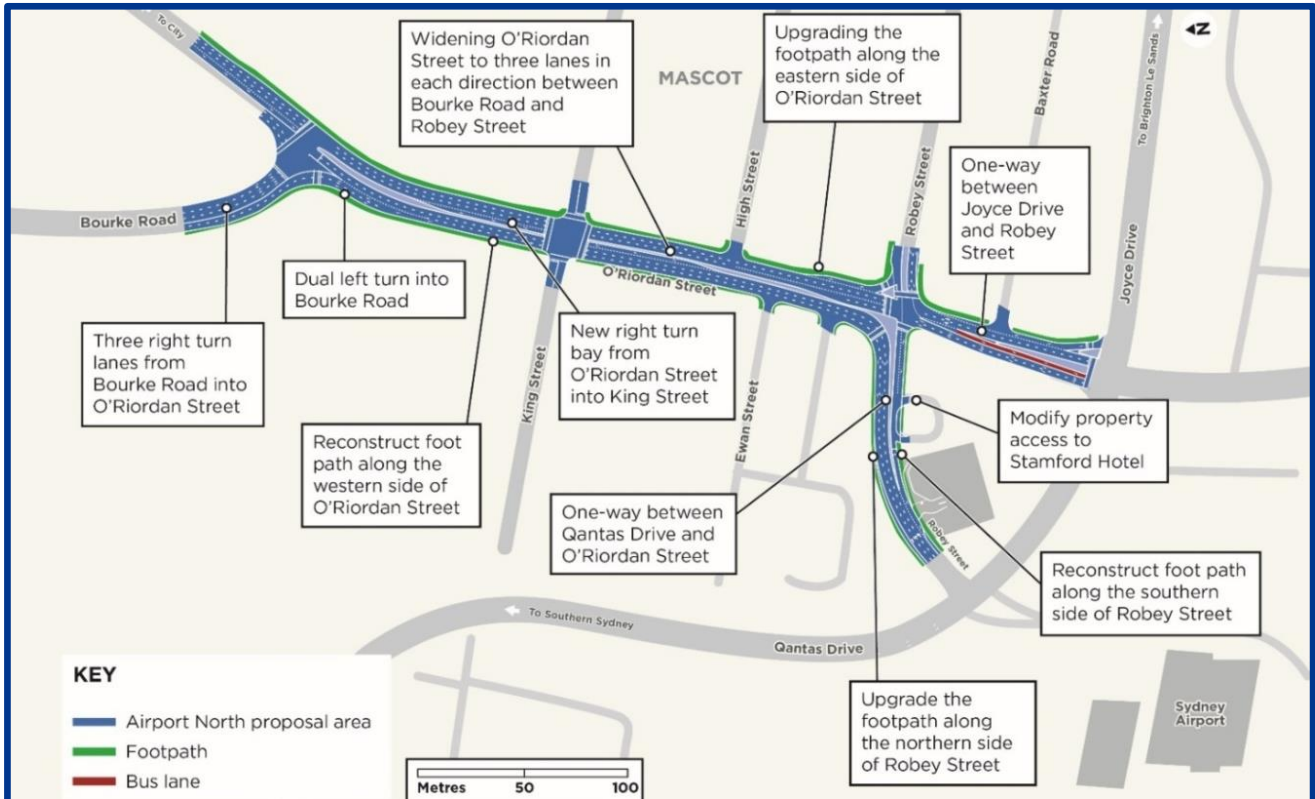 To City
Widening O'Riordan
Street to three lanes in
each direction between
Bourke Road and
Robey Street
MASCOT
Upgrading the
footpath along the
eastern side of
O'Riordan Street
Baxter Road
To Brighton Le Sands
N
High Street
Robey Street
One-way
between
Joyce Drive
and Robey
Street
Joyce Drive
Bourke Road
Dual left turn into
Bourke Road
O'Riordan Street
Three right turn
lanes from
Bourke Road into
O'Riordan Street
King Street
New right turn
bay from
O'Riordan Street
into King Street
Ewan Street
Modify property
access to
Stamford Hotel
Reconstruct foot
path along the
western side of
O'Riordan Street
One-way between
Qantas Drive and
O'Riordan Street
Robey Street
Reconstruct foot path
along the southern
side of Robey Street
To Southern Sydney
Qantas Drive
Upgrade the
footpath along
the northern side
of Robey Street
Sydney
Airport
KEY
Airport North proposal area
Footpath
Bus lane
Metres 50 100